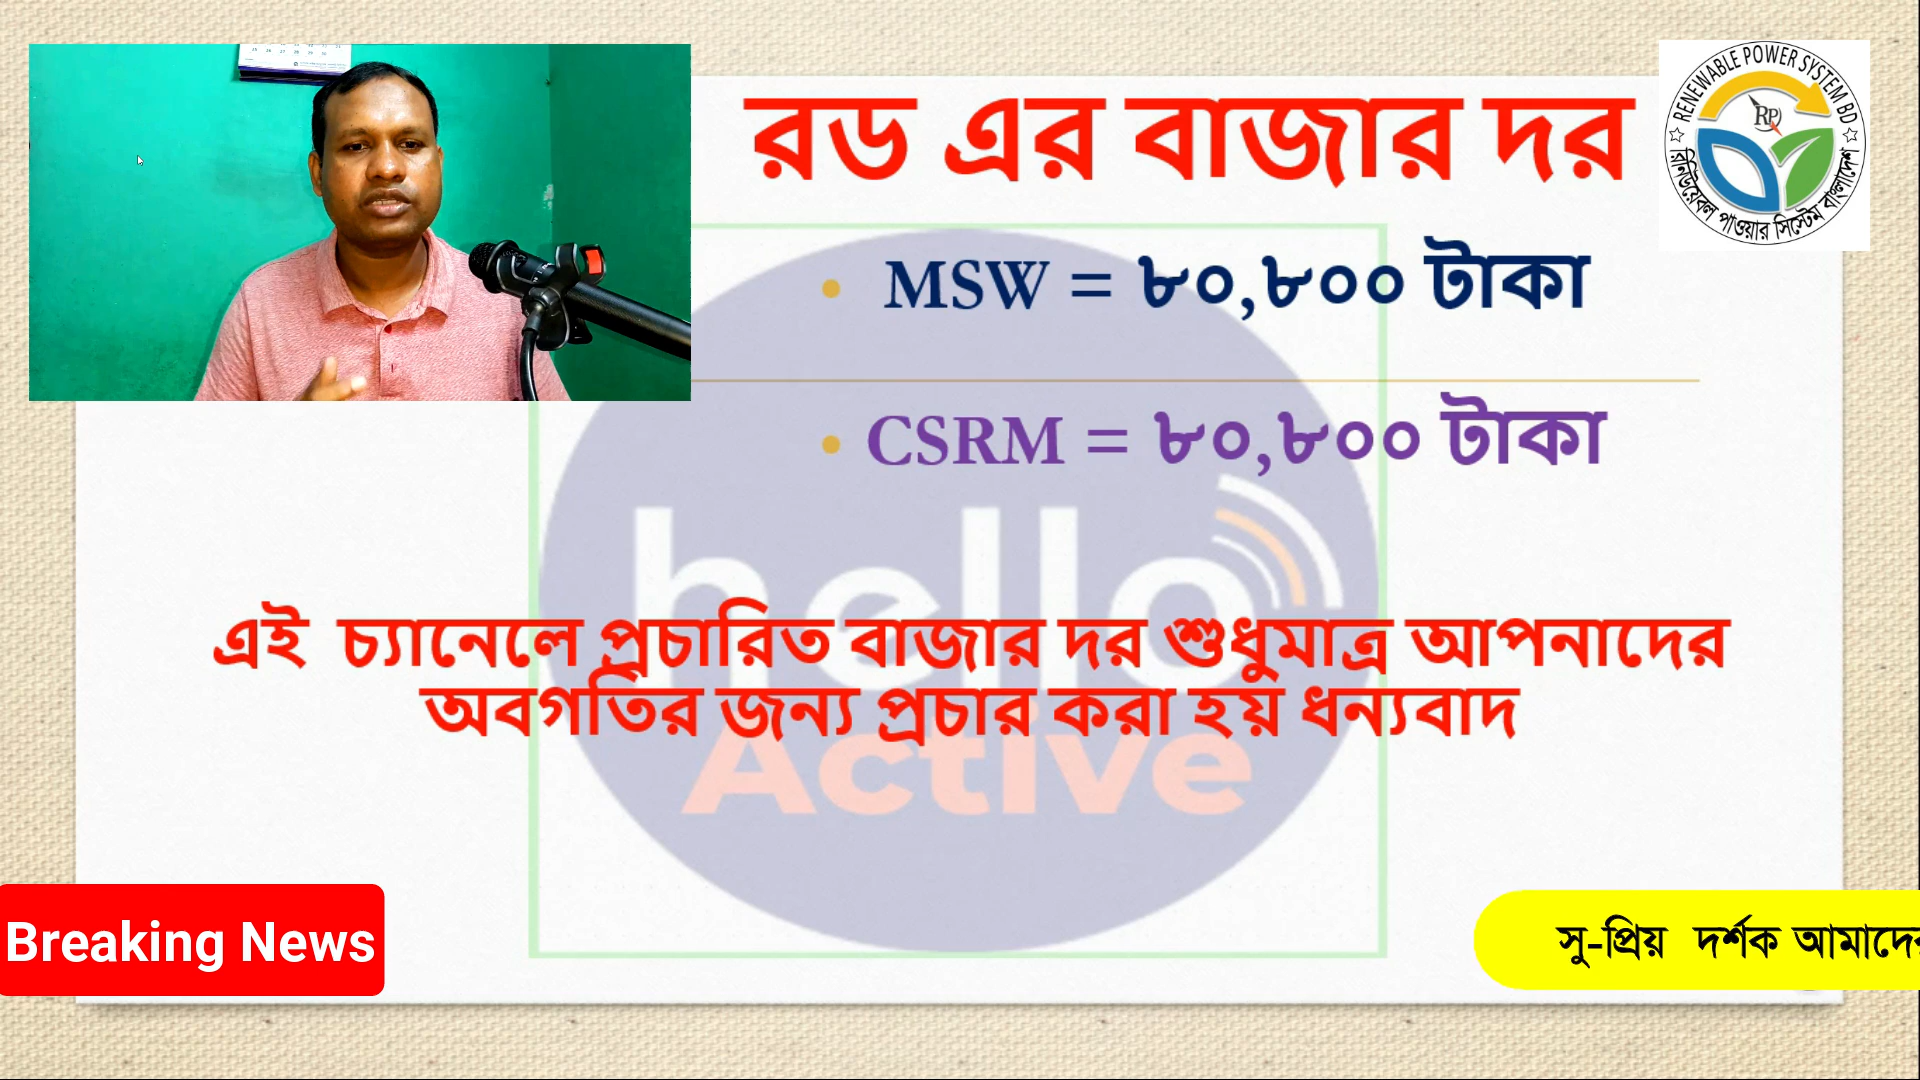 রড এর বাজার দর
RENEWABLE POWER SYSTEM BD
RP
রিনিউয়েবল পাওয়ার সিস্টেম বাংলাদেশ
• MSW = ৮০,৮০০ টাকা
• CSRM = ৮০,৮০০ টাকা
hello
Active
এই চ্যানেলে প্রচারিত বাজার দর শুধুমাত্র আপনাদের
অবগতির জন্য প্রচার করা হয় ধন্যবাদ
Breaking News
সু-প্রিয় দর্শক আমাদের